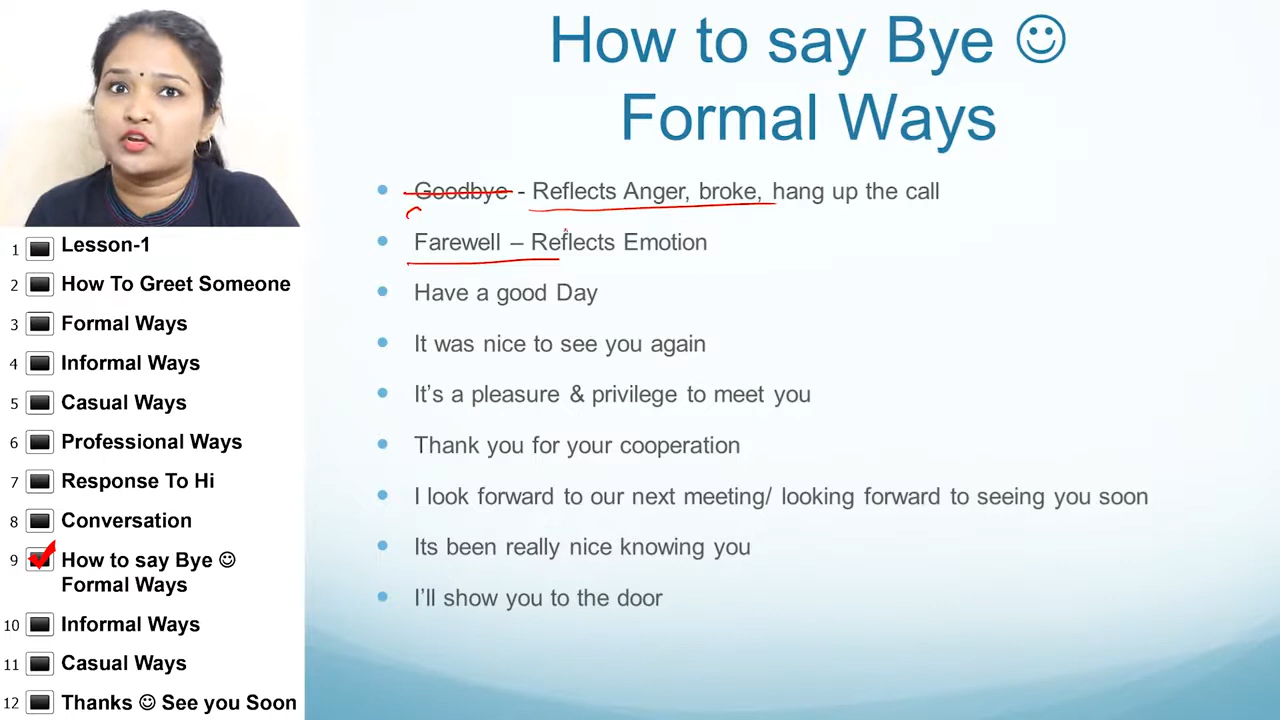 How to say Bye ☺
Formal Ways
Goodbye - Reflects Anger, broke, hang up the call
Farewell – Reflects Emotion
Have a good Day
It was nice to see you again
It’s a pleasure & privilege to meet you
Thank you for your cooperation
I look forward to our next meeting/ looking forward to seeing you soon
Its been really nice knowing you
I’ll show you to the door
1 Lesson-1
2 How To Greet Someone
3 Formal Ways
4 Informal Ways
5 Casual Ways
6 Professional Ways
7 Response To Hi
8 Conversation
9 How to say Bye ☺
Formal Ways
10 Informal Ways
11 Casual Ways
12 Thanks ☺ See you Soon